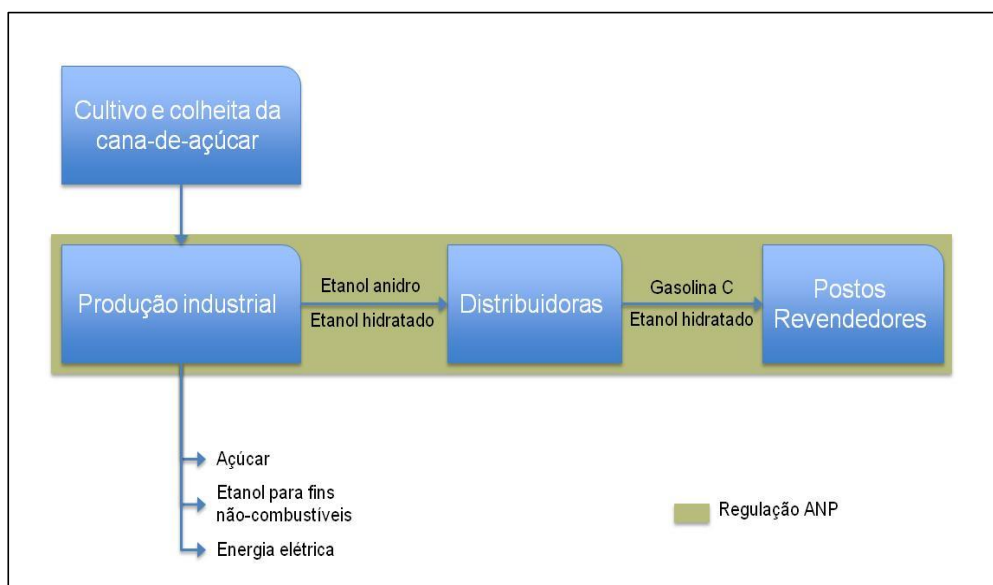 Cultivo e colheita da
cana-de-açúcar
Produção industrial
Etanol anidro
Etanol hidratado
Distribuidoras
Gasolina C
Etanol hidratado
Postos
Revendedores
Açúcar
Etanol para fins
não-combustíveis
Energia elétrica
Regulação ANP